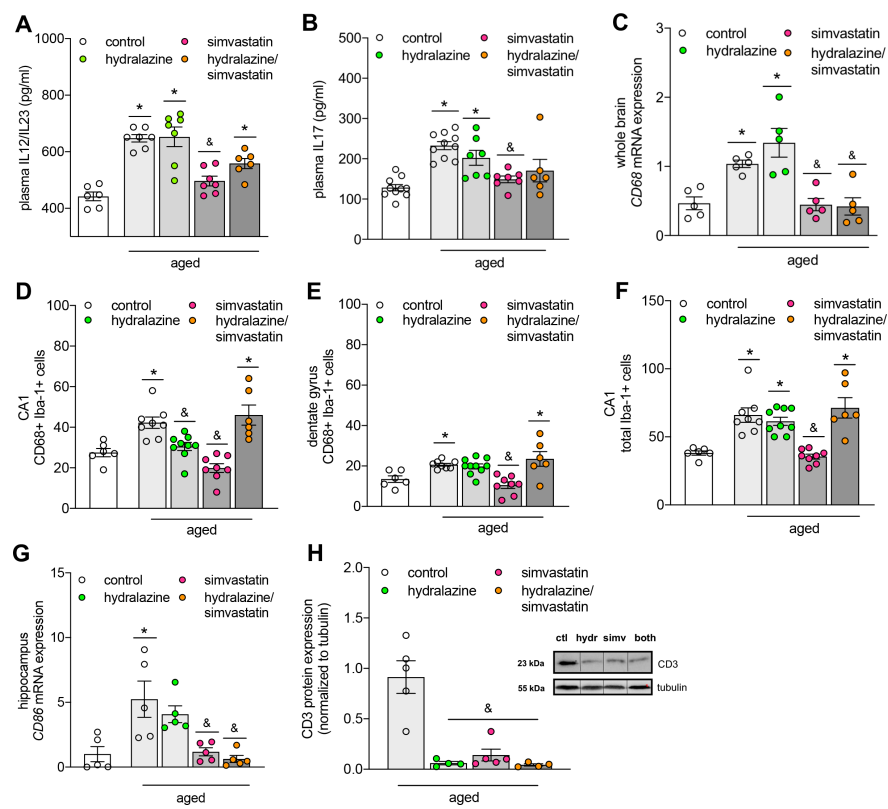 A
plasma IL12/IL23 (pg/ml)
1000
800
600
400
control
hydralazine
simvastatin
hydralazine/
simvastatin
*
*
&
*
aged
B
plasma IL17 (pg/ml)
500
400
300
200
100
0
control
hydralazine
simvastatin
hydralazine/
simvastatin
*
*
&
aged
C
whole brain
CD68 mRNA expression
3
2
1
0
control
hydralazine
simvastatin
hydralazine/
simvastatin
*
*
&
&
aged
D
CA1
CD68+ Iba-1+ cells
100
80
60
40
20
0
control
hydralazine
simvastatin
hydralazine/
simvastatin
*
&
&
*
aged
E
dentate gyrus
CD68+ Iba-1+ cells
100
80
60
40
20
0
control
hydralazine
simvastatin
hydralazine/
simvastatin
*
&
*
aged
F
CA1
total Iba-1+ cells
150
100
50
0
control
hydralazine
simvastatin
hydralazine/
simvastatin
*
*
&
*
aged
G
hippocampus
CD86 mRNA expression
15
10
5
0
control
hydralazine
simvastatin
hydralazine/
simvastatin
*
&
&
aged
H
CD3 protein expression
(normalized to tubulin)
2.0
1.5
1.0
0.5
0.0
control
hydralazine
simvastatin
hydralazine/
simvastatin
&
aged
ctl hydr simv both
23 kDa
CD3
55 kDa
tubulin